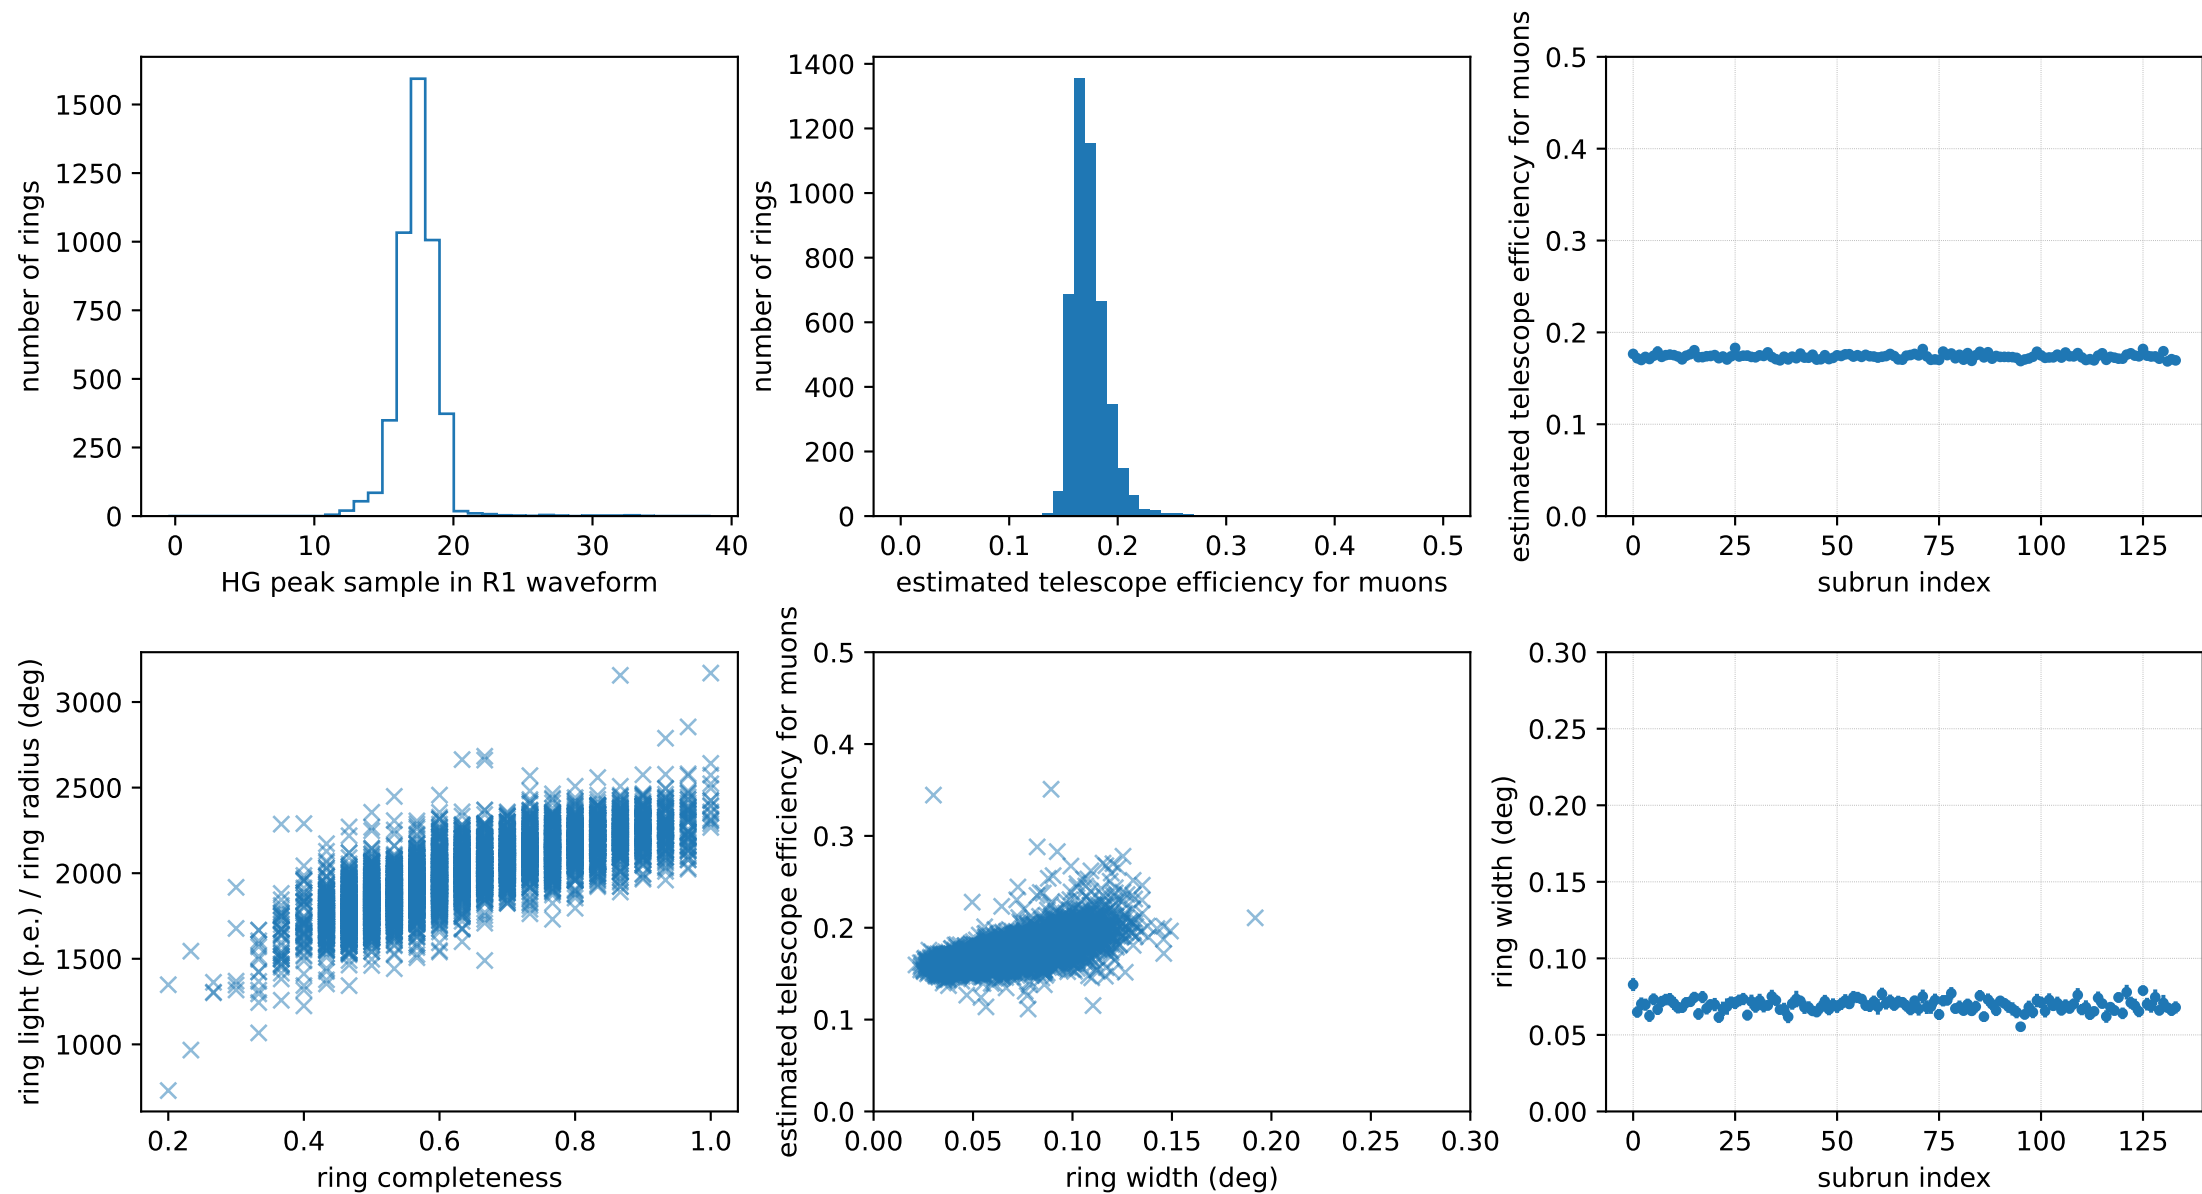 number of rings
1500
1250
1000
750
500
250
0
0 10 20 30 40
HG peak sample in R1 waveform
number of rings
1400
1200
1000
800
600
400
200
0
0.0 0.1 0.2 0.3 0.4 0.5
estimated telescope efficiency for muons
estimated telescope efficiency for muons
0.5
0.4
0.3
0.2
0.1
0.0
0 25 50 75 100 125
subrun index
ring light (p.e.) / ring radius (deg)
3000
2500
2000
1500
1000
0.2 0.4 0.6 0.8 1.0
ring completeness
estimated telescope efficiency for muons
0.5
0.4
0.3
0.2
0.1
0.0
0.00 0.05 0.10 0.15 0.20 0.25 0.30
ring width (deg)
ring width (deg)
0.30
0.25
0.20
0.15
0.10
0.05
0.00
0 25 50 75 100 125
subrun index